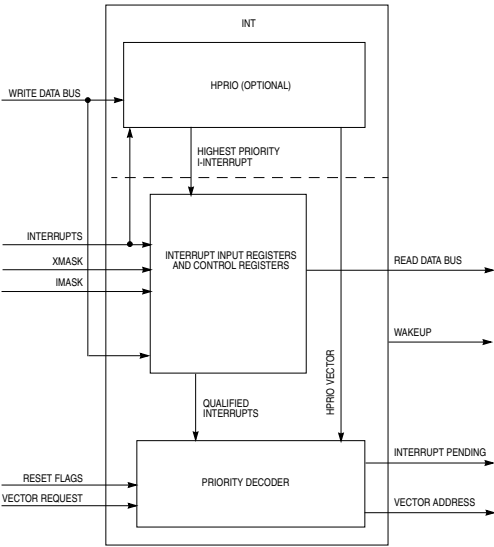 INT
HPRIO (OPTIONAL)
WRITE DATA BUS
HIGHEST PRIORITY
I-INTERRUPT
INTERRUPTS
XMASK
IMASK
INTERRUPT INPUT REGISTERS
AND CONTROL REGISTERS
READ DATA BUS
WAKEUP
HPRIO VECTOR
QUALIFIED
INTERRUPTS
INTERRUPT PENDING
RESET FLAGS
PRIORITY DECODER
VECTOR REQUEST
VECTOR ADDRESS